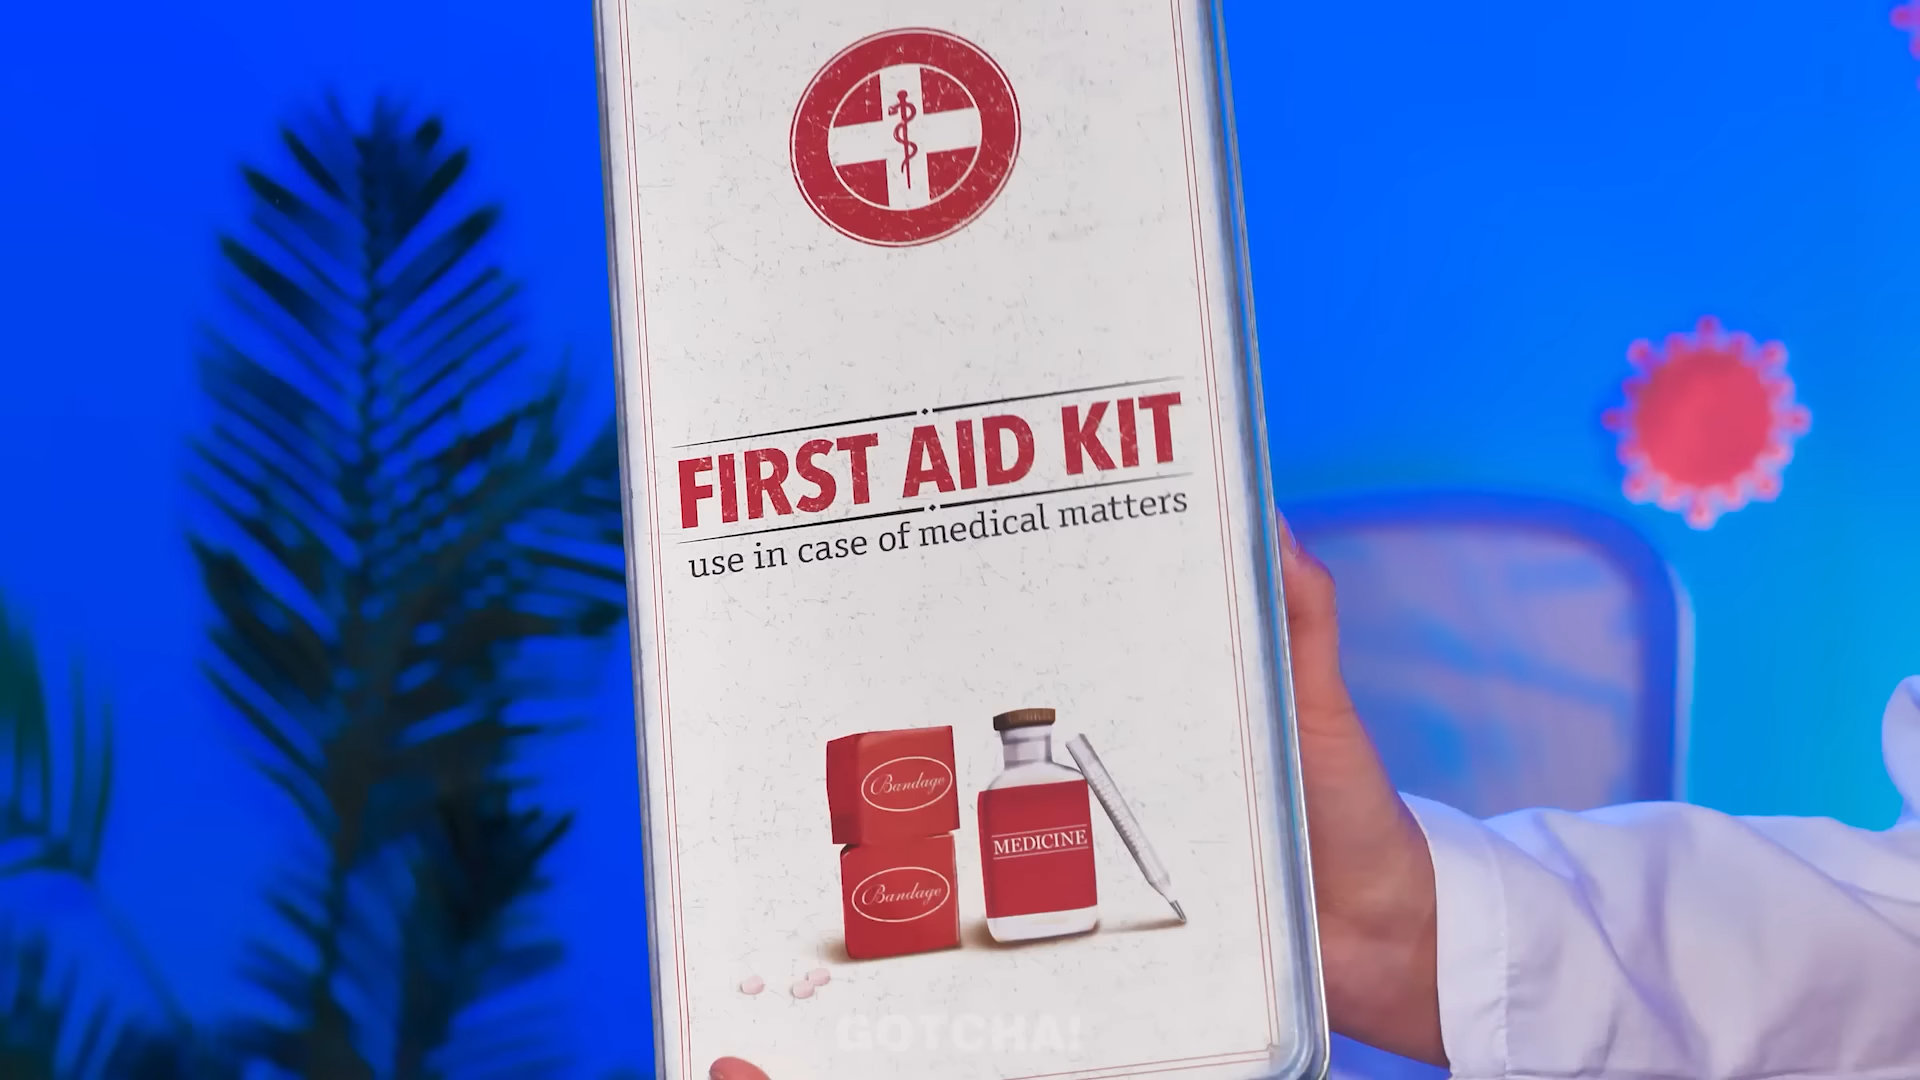 FIRST AID KIT
use in case of medical matters
Bandage
MEDICINE
Bandage
GOTCHA!